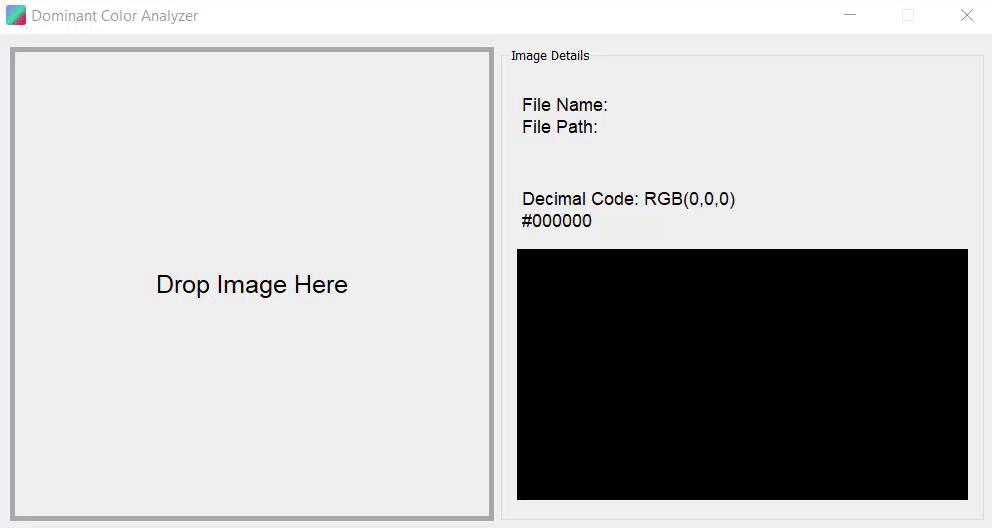 Dominant Color Analyzer
Drop Image Here
Image Details
File Name:
File Path:
Decimal Code: RGB(0,0,0)
#000000